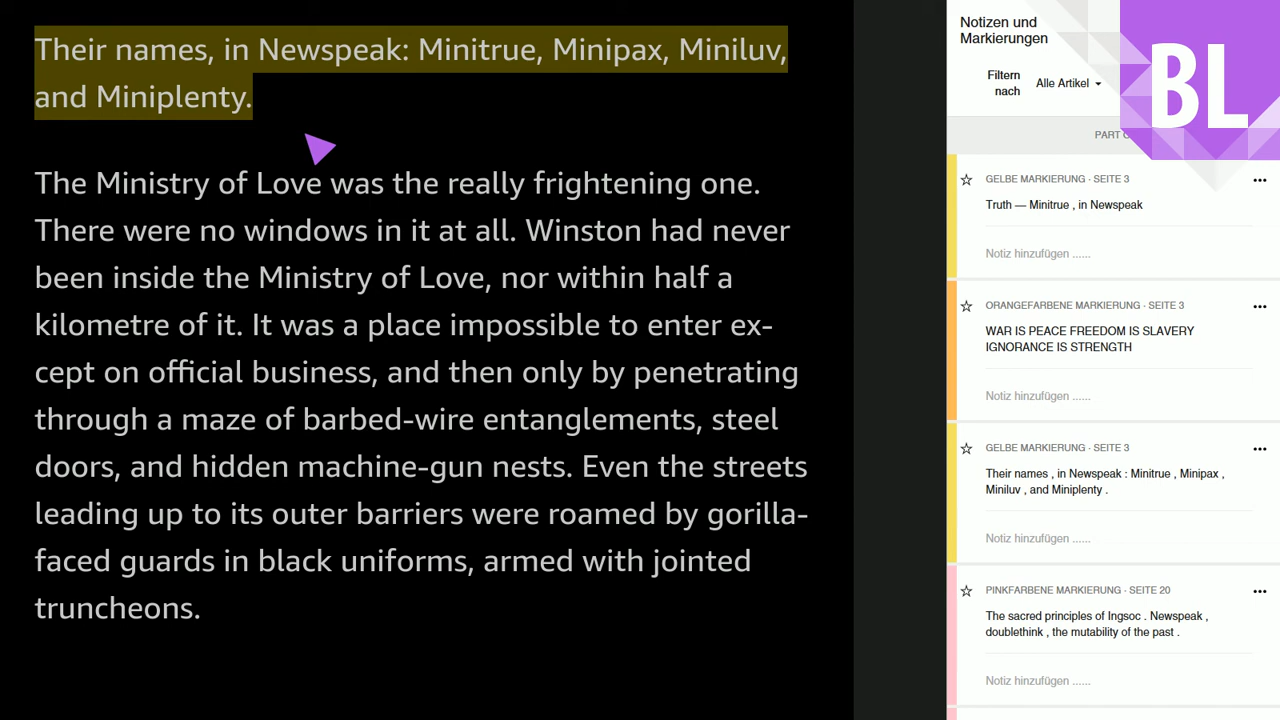 Their names, in Newspeak: Minitrue, Minipax, Miniluv,
and Miniplenty.
The Ministry of Love was the really frightening one.
There were no windows in it at all. Winston had never
been inside the Ministry of Love, nor within half a
kilometre of it. It was a place impossible to enter ex-
cept on official business, and then only by penetrating
through a maze of barbed-wire entanglements, steel
doors, and hidden machine-gun nests. Even the streets
leading up to its outer barriers were roamed by gorilla-
faced guards in black uniforms, armed with jointed
truncheons.
Notizen und
Markierungen
Filtern
nach
Alle Artikel
BL
PART
GELBE MARKIERUNG · SEITE 3
Truth — Minitrue , in Newspeak
Notiz hinzufügen ......
ORANGEFARBENE MARKIERUNG · SEITE 3
WAR IS PEACE FREEDOM IS SLAVERY
IGNORANCE IS STRENGTH
Notiz hinzufügen ......
GELBE MARKIERUNG · SEITE 3
Their names , in Newspeak : Minitrue , Minipax ,
Miniluv , and Miniplenty .
Notiz hinzufügen ......
PINKFARBENE MARKIERUNG · SEITE 20
The sacred principles of Ingsoc . Newspeak ,
doublethink , the mutability of the past .
Notiz hinzufügen ......